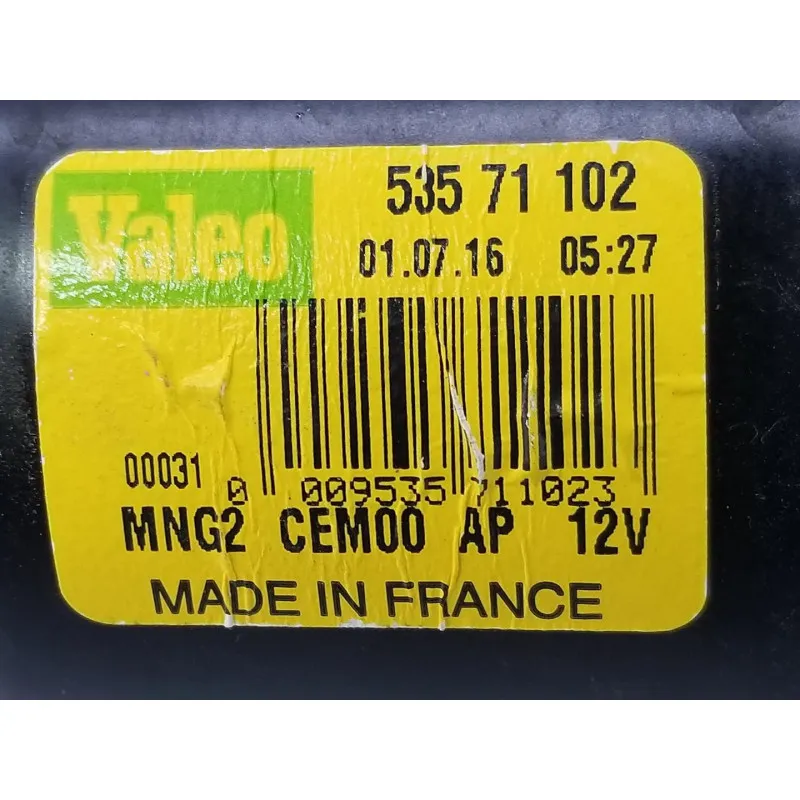 Valeo
535 71 102
01.07.16 05:27
00031
0 009535 711023
MNG2 CEM00 AP 12V
MADE IN FRANCE